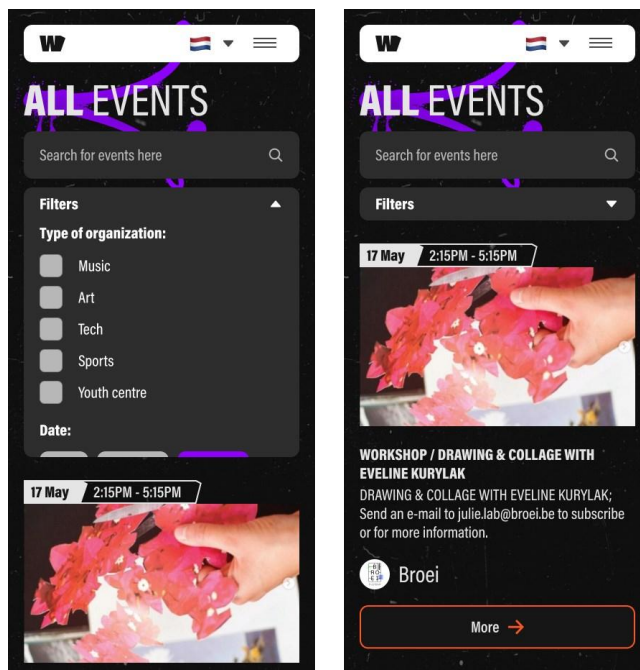 W
ALL EVENTS
Search for events here
Filters
Type of organization:
Music
Art
Tech
Sports
Youth centre
Date:
17 May 2:15PM - 5:15PM
W
ALL EVENTS
Search for events here
Filters
17 May 2:15PM - 5:15PM
WORKSHOP / DRAWING & COLLAGE WITH
EVELINE KURYLAK
DRAWING & COLLAGE WITH EVELINE KURYLAK;
Send an e-mail to julie.lab@broei.be to subscribe
or for more information.
Broei
More →